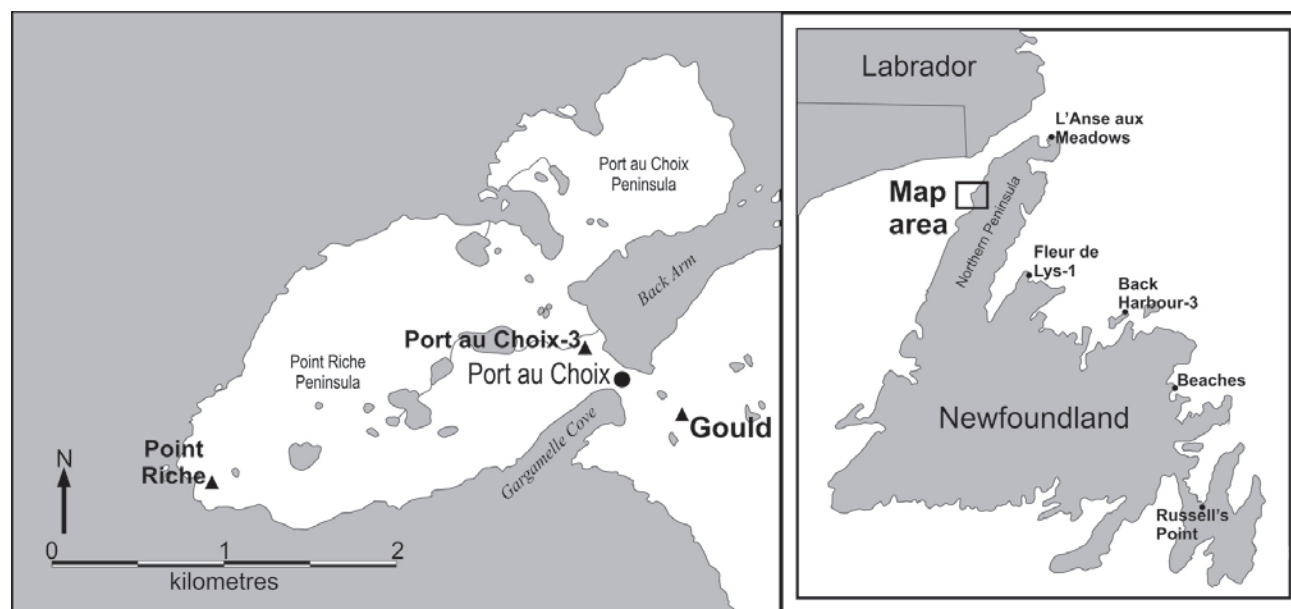 Port au Choix
Peninsula
Back Arm
Port au Choix-3
Port au Choix
Point Riche
Peninsula
Gould
Gargamelle Cove
Point
Riche
N
0 1 2
kilometres
Labrador
L'Anse aux
Meadows
Map
area
Northern Peninsula
Fleur de
Lys-1
Back
Harbour-3
Beaches
Newfoundland
Russell's
Point